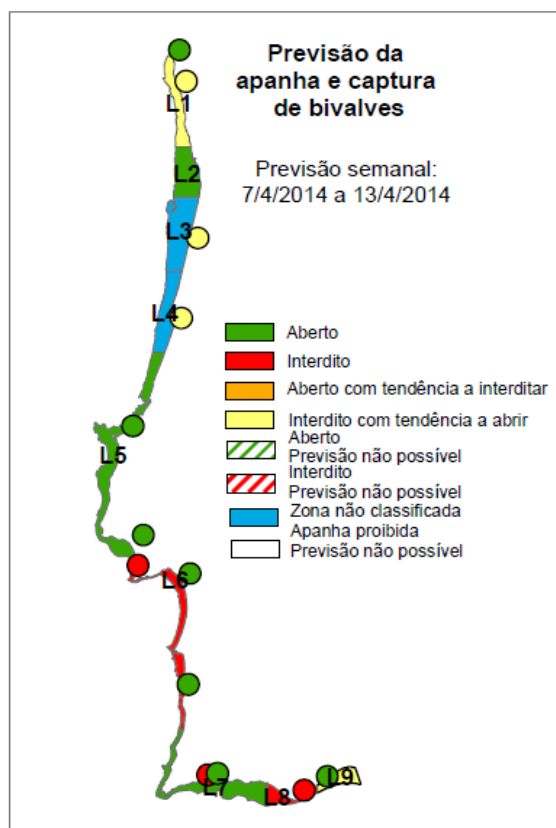 Previsão da
apanha e captura
de bivalves
Previsão semanal:
7/4/2014 a 13/4/2014
L1
L2
L3
L4
L5
L6
L7
L8
L9
Aberto
Interdito
Aberto com tendência a interditar
Interdito com tendência a abrir
Aberto
Previsão não possível
Interdito
Previsão não possível
Zona não classificada
Apanha proibida
Previsão não possível